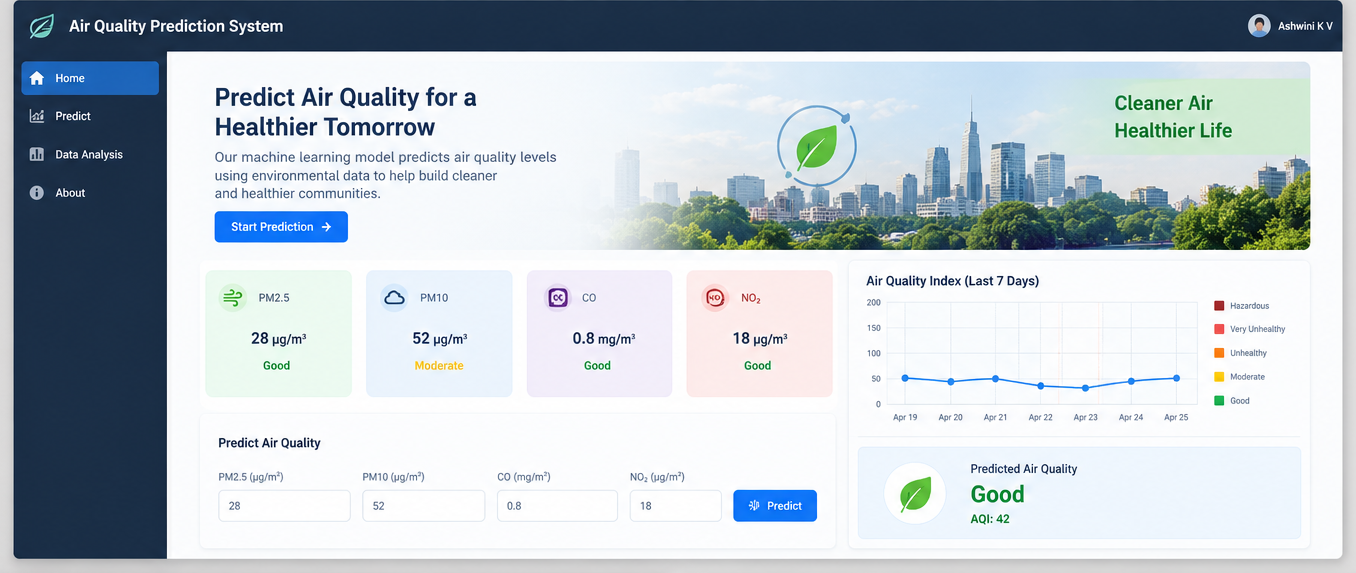 Air Quality Prediction System
Ashwini K V
Home
Predict
Data Analysis
About
Predict Air Quality for a
Healthier Tomorrow
Our machine learning model predicts air quality levels
using environmental data to help build cleaner
and healthier communities.
Start Prediction →
Cleaner Air
Healthier Life
PM2.5
28 µg/m³
Good
PM10
52 µg/m³
Moderate
CO
0.8 mg/m³
Good
NO₂
18 µg/m³
Good
Predict Air Quality
PM2.5 (µg/m²)
28
PM10 (µg/m²)
52
CO (mg/m²)
0.8
NO₂ (µg/m²)
18
Predict
Air Quality Index (Last 7 Days)
200
150
100
50
0
Apr 19 Apr 20 Apr 21 Apr 22 Apr 23 Apr 24 Apr 25
Hazardous
Very Unhealthy
Unhealthy
Moderate
Good
Predicted Air Quality
Good
AQI: 42